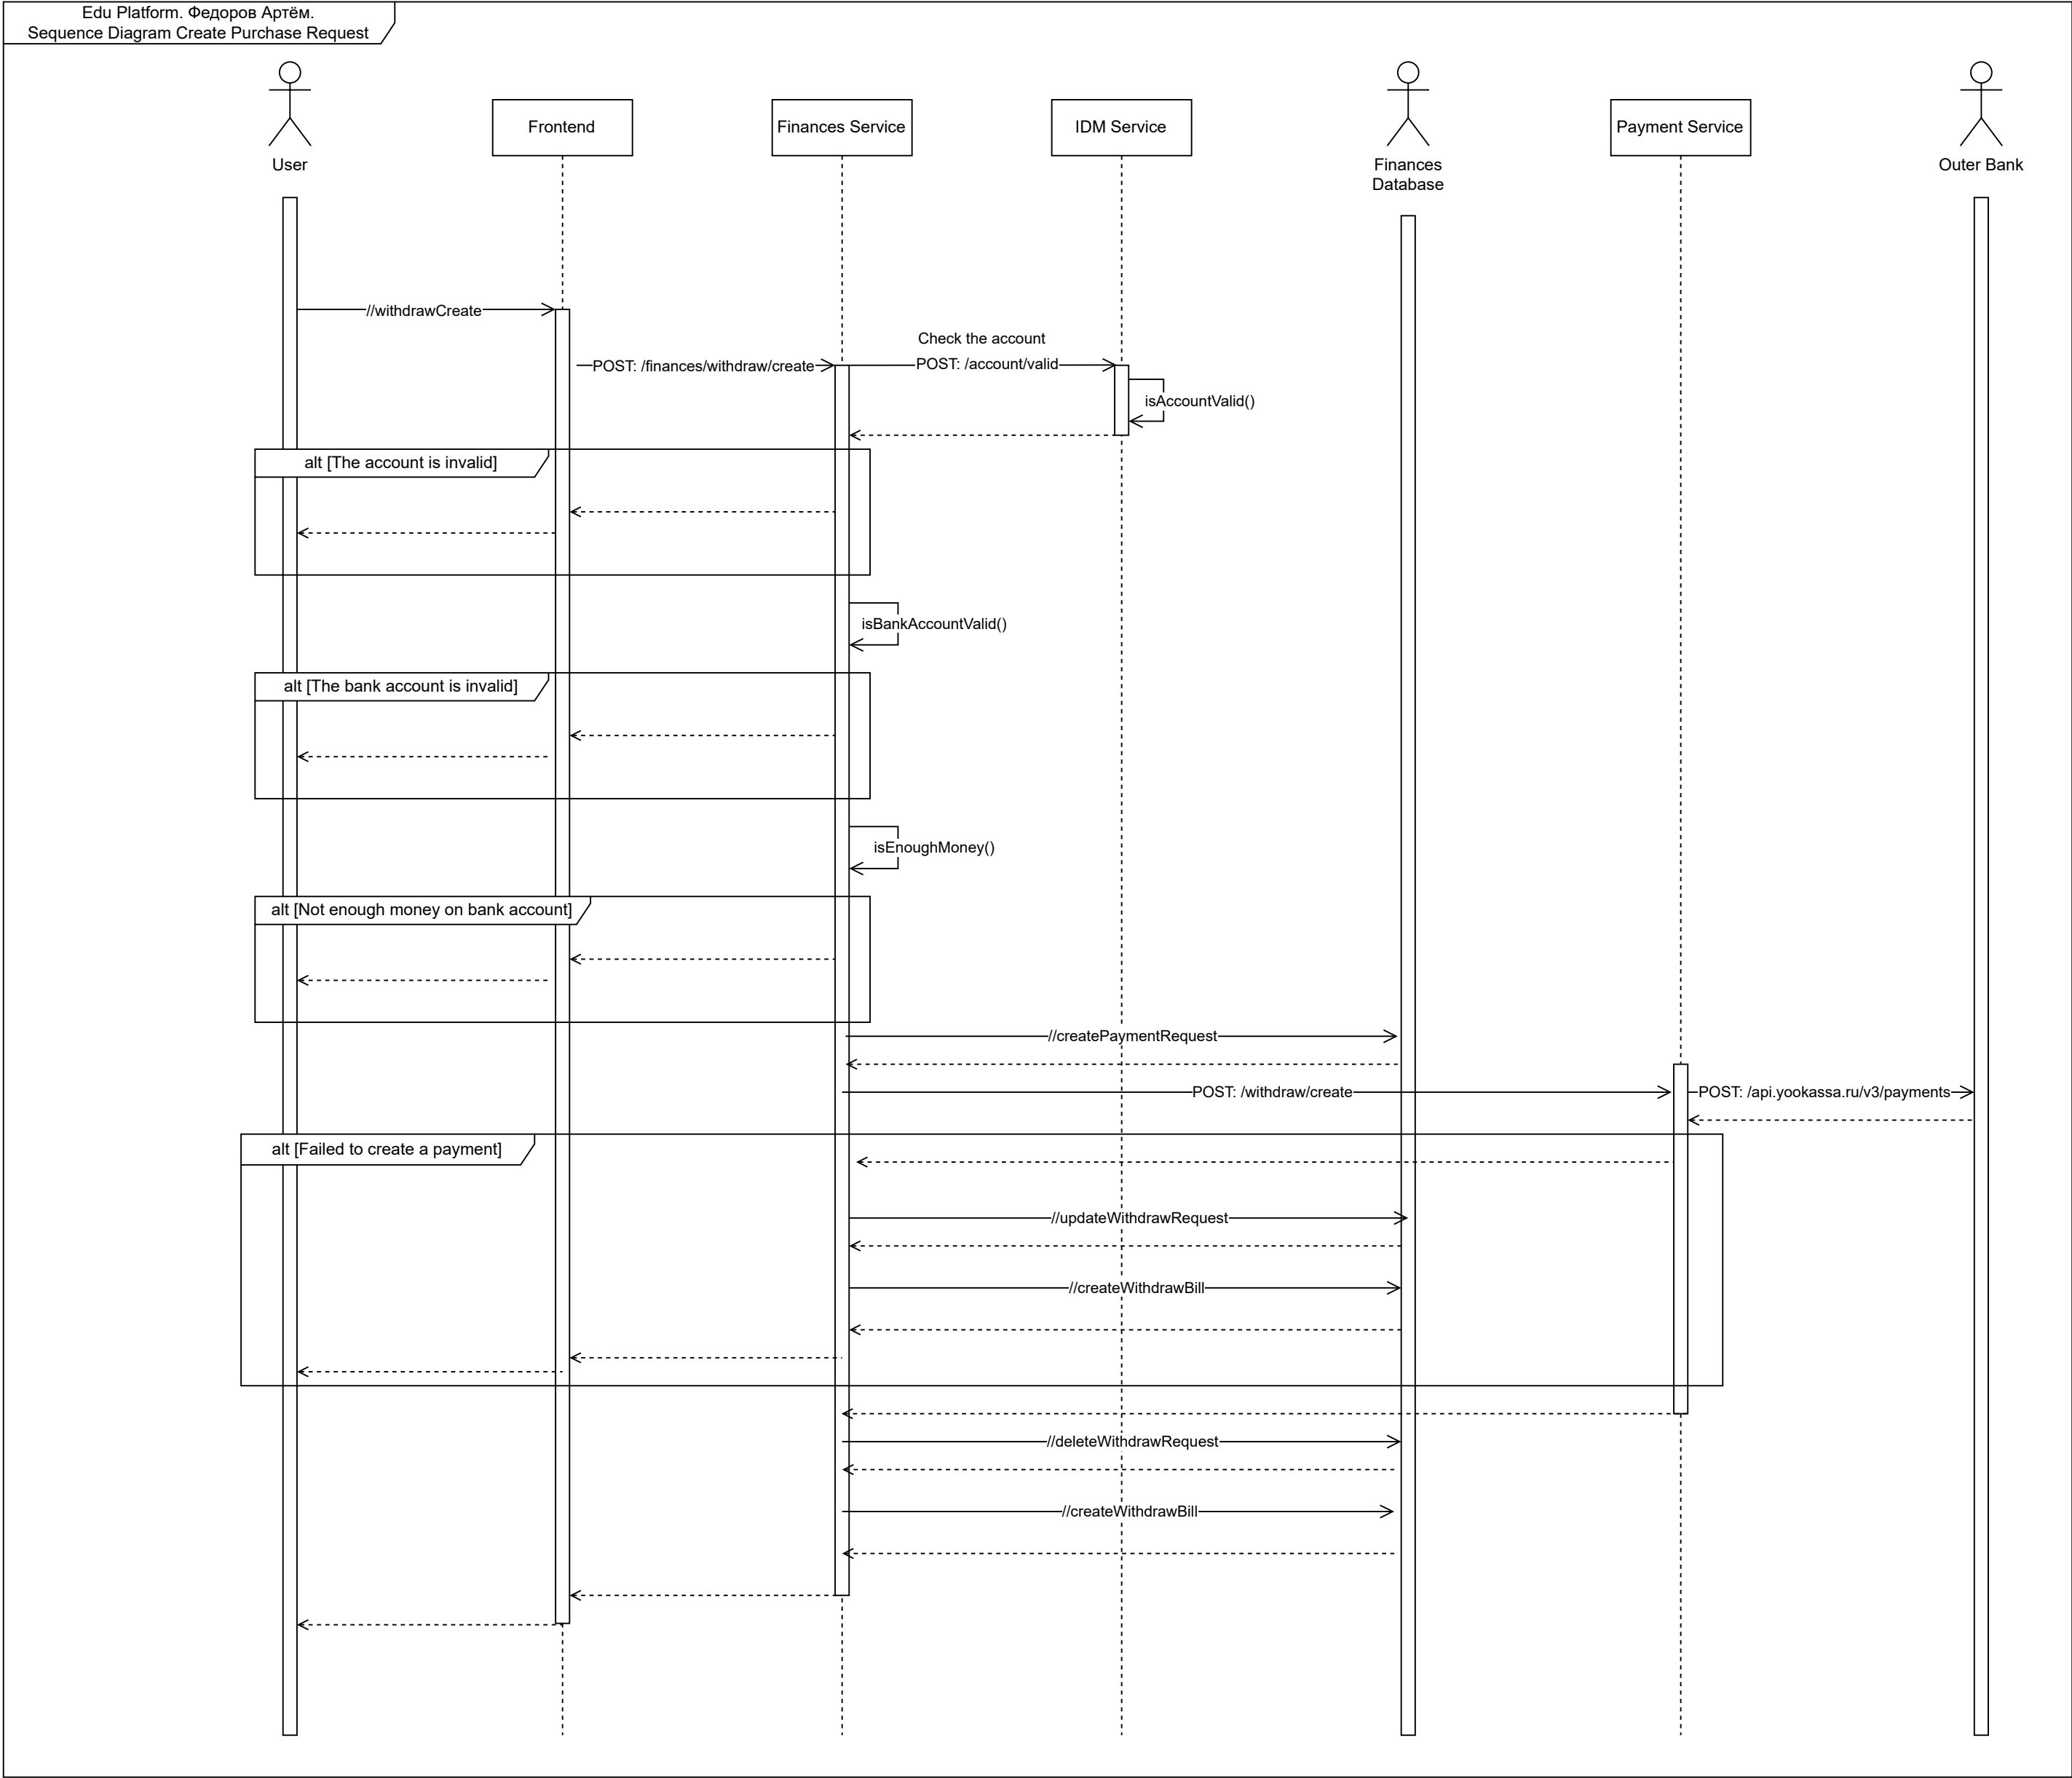 Edu Platform. Федоров Артём.
Sequence Diagram Create Purchase Request
User
Frontend
Finances Service
IDM Service
Finances
Database
Payment Service
Outer Bank
//withdrawCreate
POST: /finances/withdraw/create
Check the account
POST: /account/valid
isAccountValid()
alt [The account is invalid]
isBankAccountValid()
alt [The bank account is invalid]
isEnoughMoney()
alt [Not enough money on bank account]
//createPaymentRequest
POST: /withdraw/create
POST: /api.yookassa.ru/v3/payments
alt [Failed to create a payment]
//updateWithdrawRequest
//createWithdrawBill
//deleteWithdrawRequest
//createWithdrawBill